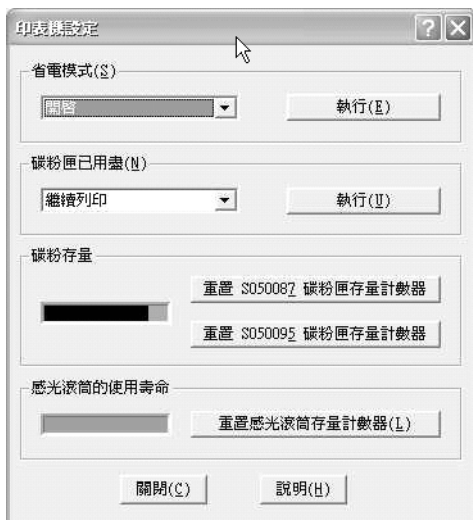 印表機設定
省電模式(S)
開啓
執行(E)
碳粉匣已用盡(N)
繼續列印
執行(U)
碳粉存量
重置 S050087 碳粉匣存量計數器
重置 S050095 碳粉匣存量計數器
感光滾筒的使用壽命
重置感光滾筒存量計數器(L)
關閉(C)
說明(H)